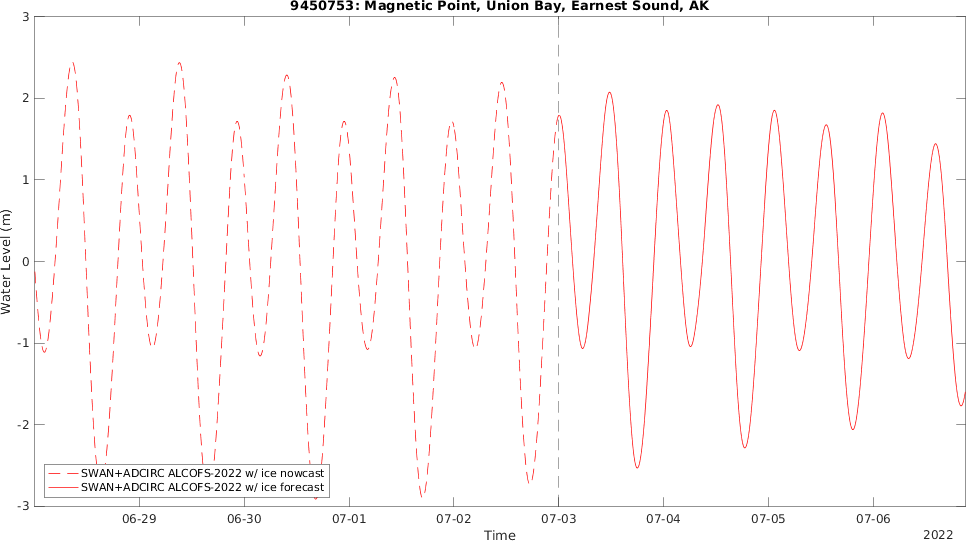 9450753: Magnetic Point, Union Bay, Earnest Sound, AK
3
2
1
0
-1
-2
-3
Water Level (m)
SWAN+ADCIRC ALCOFS-2022 w/ ice nowcast
SWAN+ADCIRC ALCOFS-2022 w/ ice forecast
06-29 06-30 07-01 07-02 07-03 07-04 07-05 07-06
Time
2022